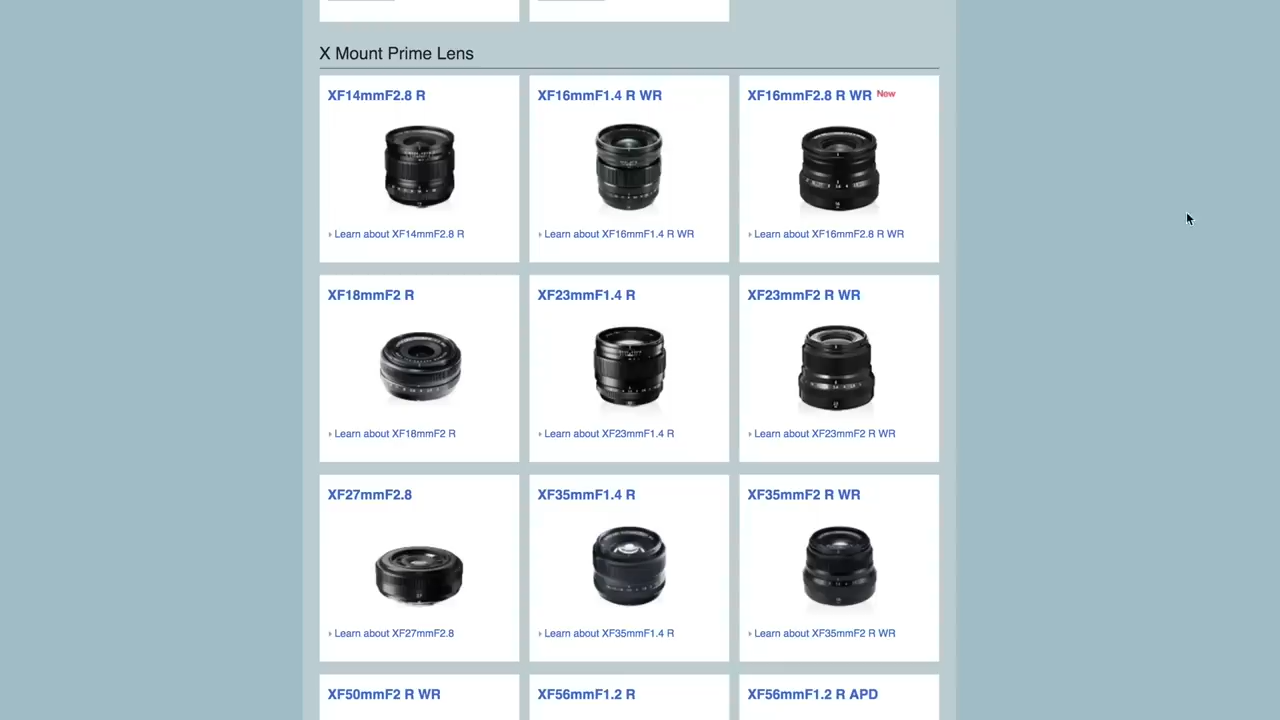 X Mount Prime Lens
XF14mmF2.8 R
XF16mmF1.4 R WR
XF16mmF2.8 R WR New
Learn about XF14mmF2.8 R
Learn about XF16mmF1.4 R WR
Learn about XF16mmF2.8 R WR
XF18mmF2 R
XF23mmF1.4 R
XF23mmF2 R WR
Learn about XF18mmF2 R
Learn about XF23mmF1.4 R
Learn about XF23mmF2 R WR
XF27mmF2.8
XF35mmF1.4 R
XF35mmF2 R WR
Learn about XF27mmF2.8
Learn about XF35mmF1.4 R
Learn about XF35mmF2 R WR
XF50mmF2 R WR
XF56mmF1.2 R
XF56mmF1.2 R APD